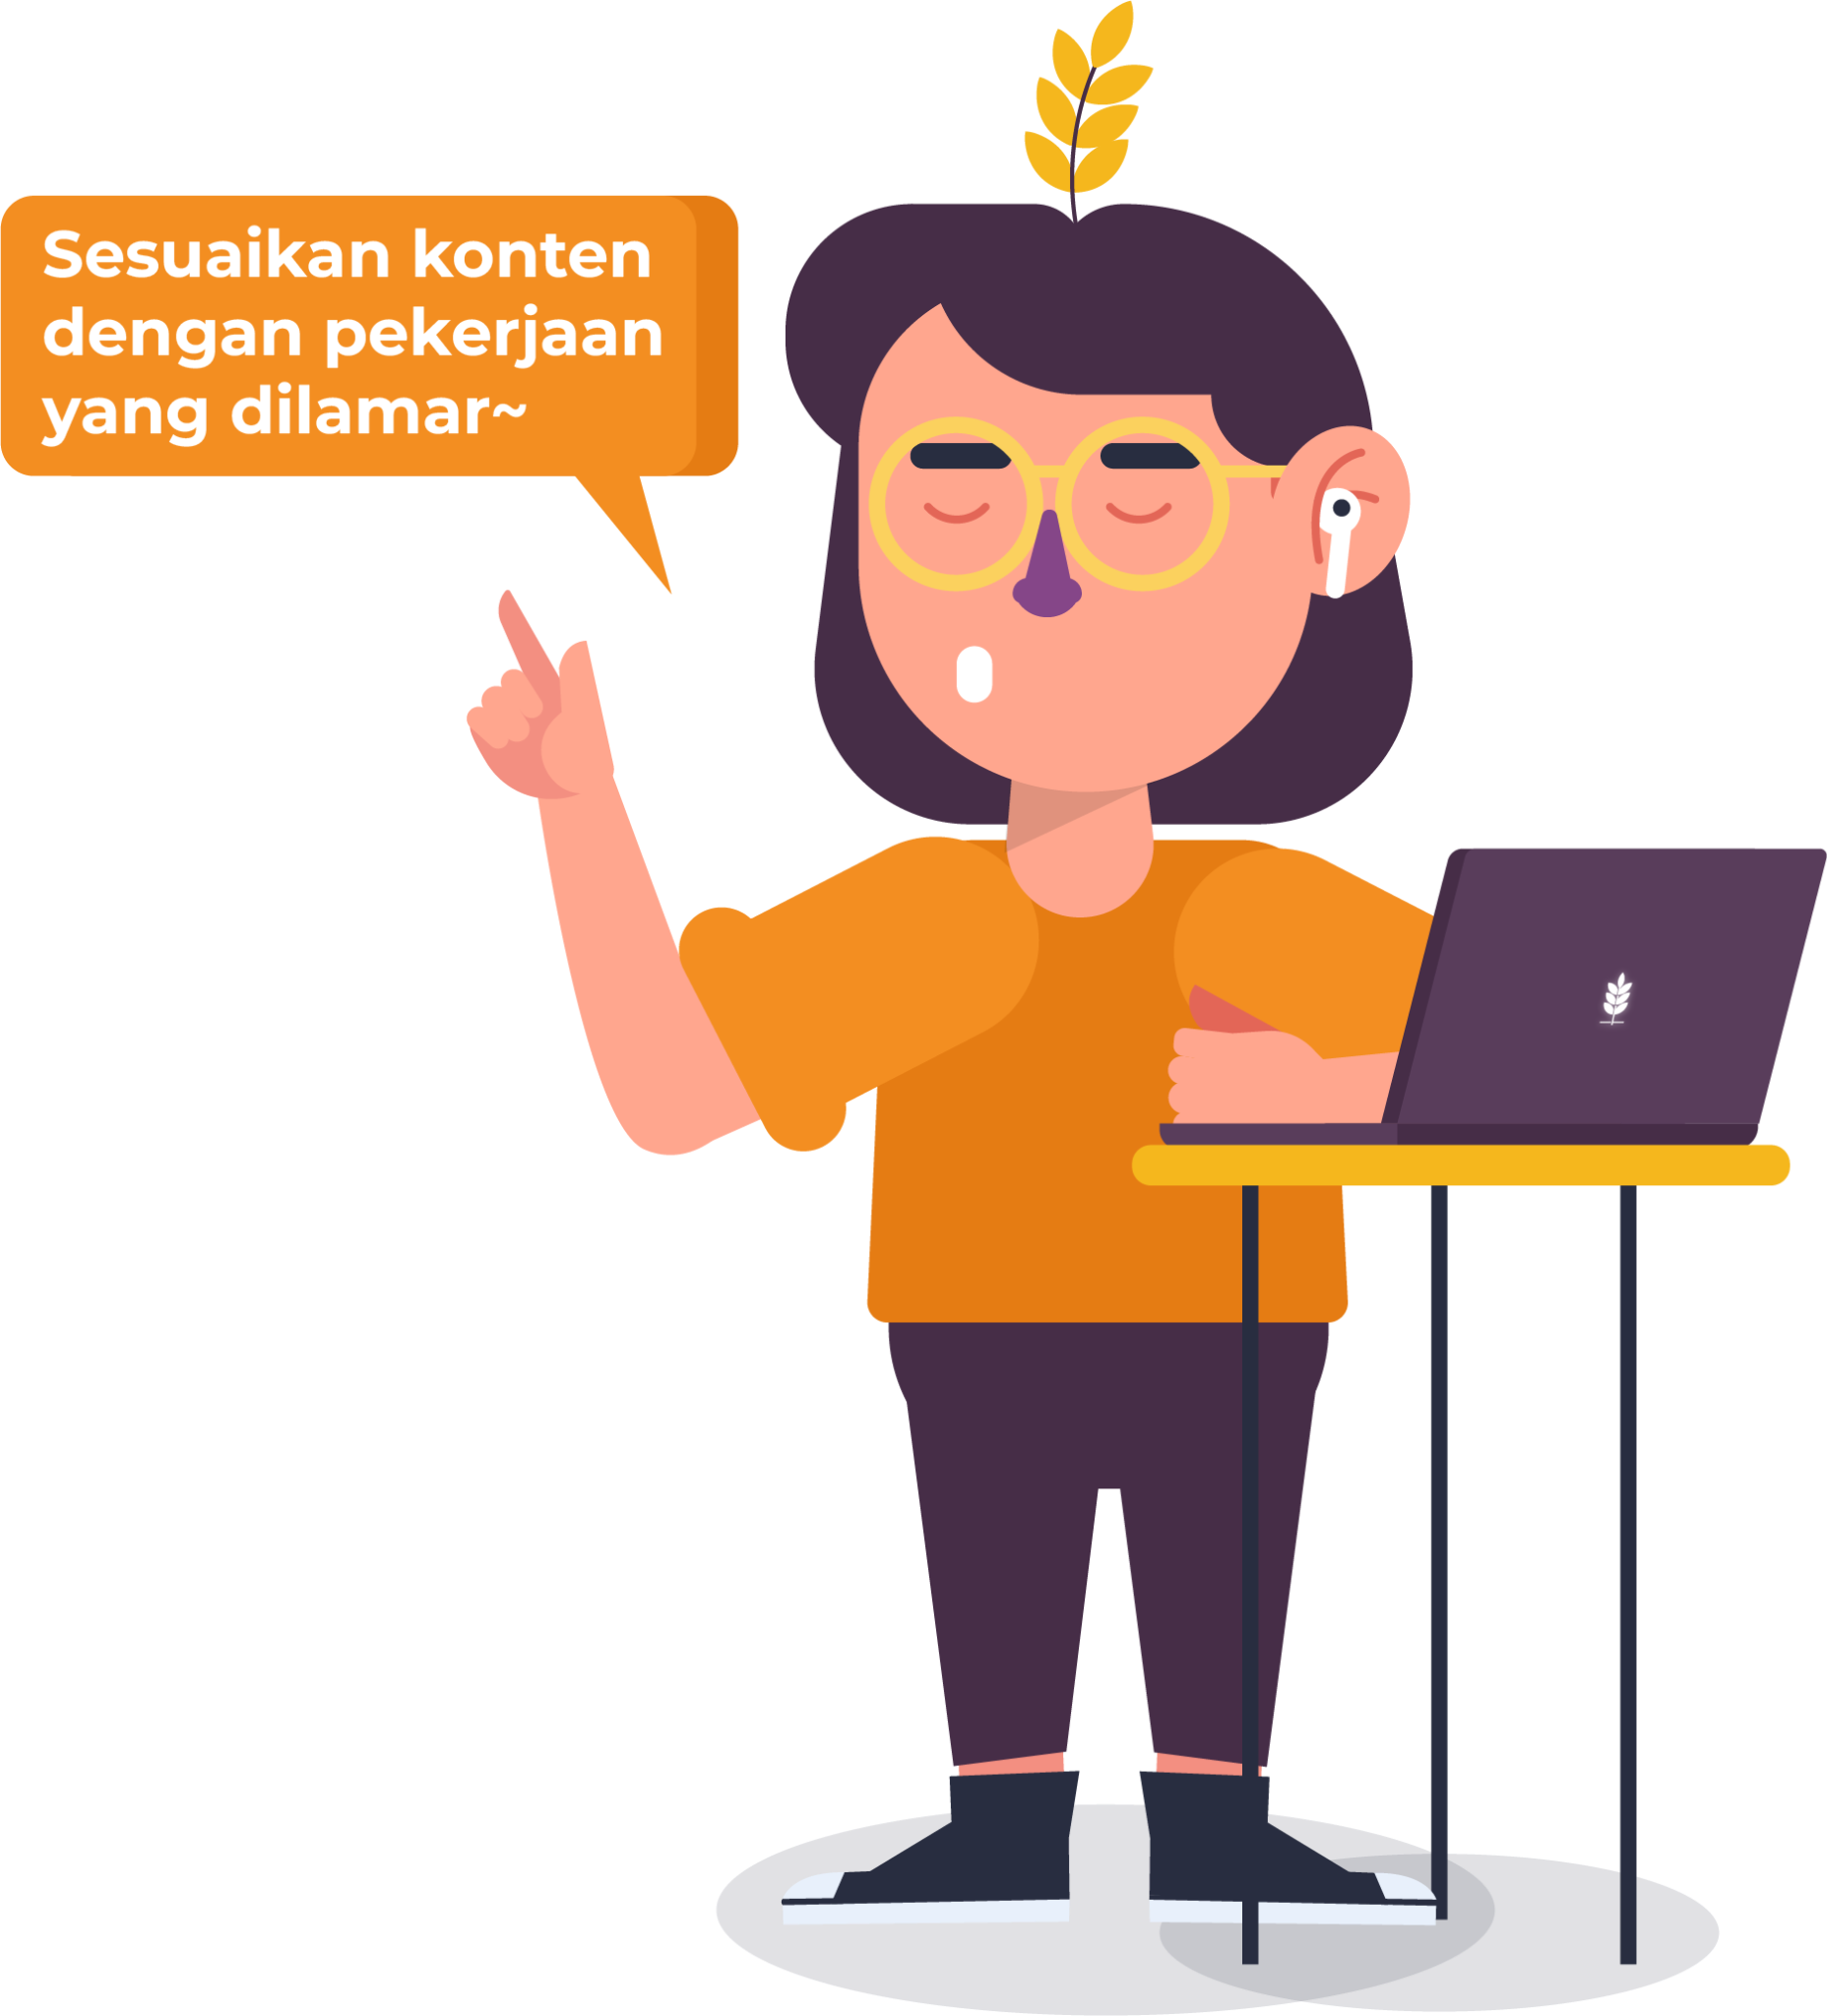 Sesuaikan konten
dengan pekerjaan
yang dilamar~